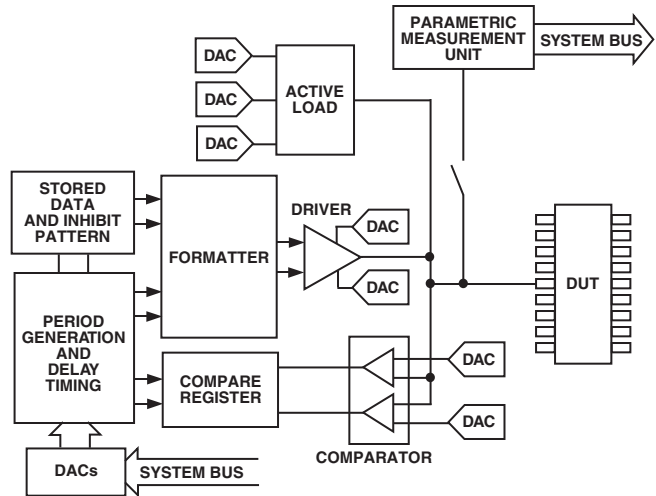 PARAMETRIC
MEASUREMENT
UNIT
SYSTEM BUS
DAC
DAC
DAC
ACTIVE
LOAD
STORED
DATA
AND INHIBIT
PATTERN
FORMATTER
DRIVER
DAC
DAC
DUT
PERIOD
GENERATION
AND
DELAY
TIMING
COMPARE
REGISTER
DAC
DAC
COMPARATOR
DACs
SYSTEM BUS